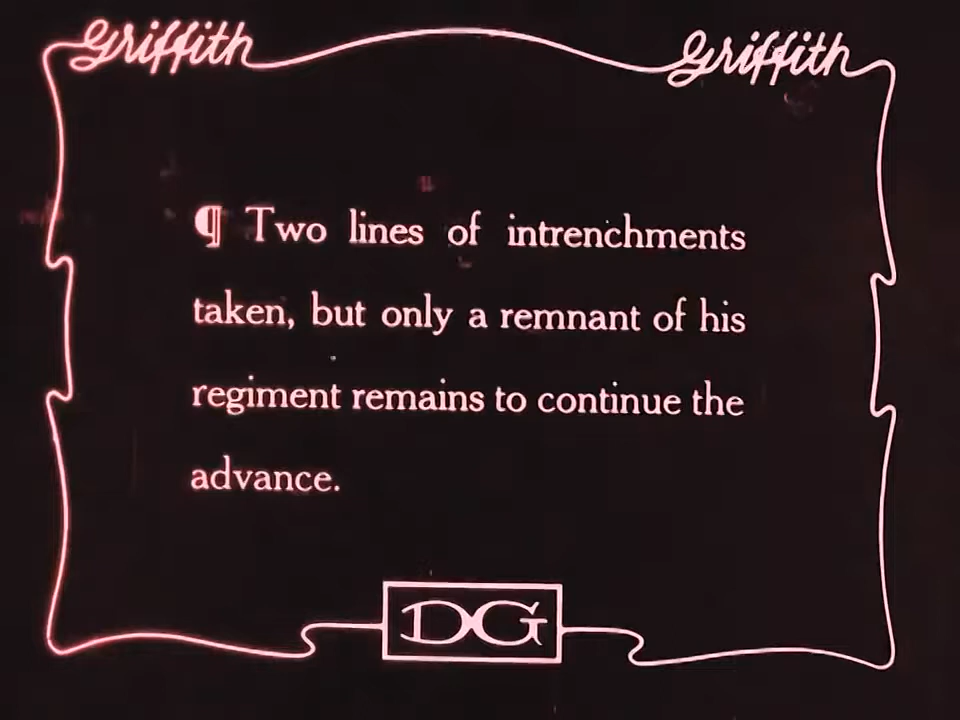 Griffith Griffith
¶ Two lines of intrenchments
taken, but only a remnant of his
regiment remains to continue the
advance.
DG